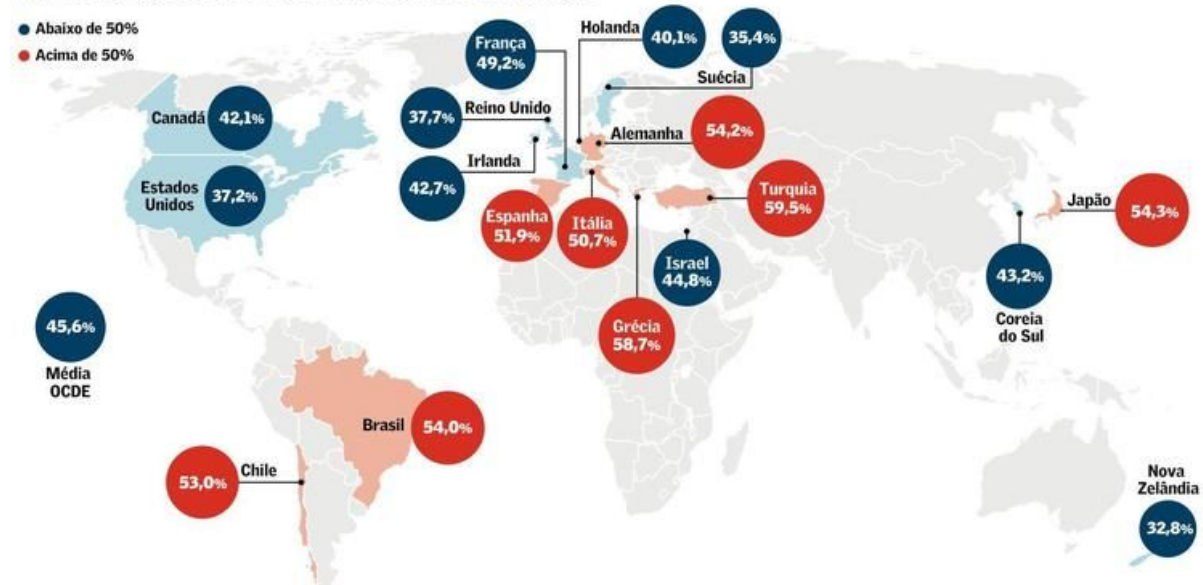 Abaixo de 50%
Acima de 50%
Canadá
42,1%
Estados
Unidos
37,2%
França
49,2%
Holanda
40,1%
35,4%
Suécia
37,7%
Reino Unido
Irlanda
42,7%
Alemanha
54,2%
Espanha
51,9%
Itália
50,7%
Turquia
59,5%
Japão
54,3%
Israel
44,8%
43,2%
Coreia
do Sul
Grécia
58,7%
45,6%
Média
OCDE
Brasil
54,0%
Chile
53,0%
Nova
Zelândia
32,8%